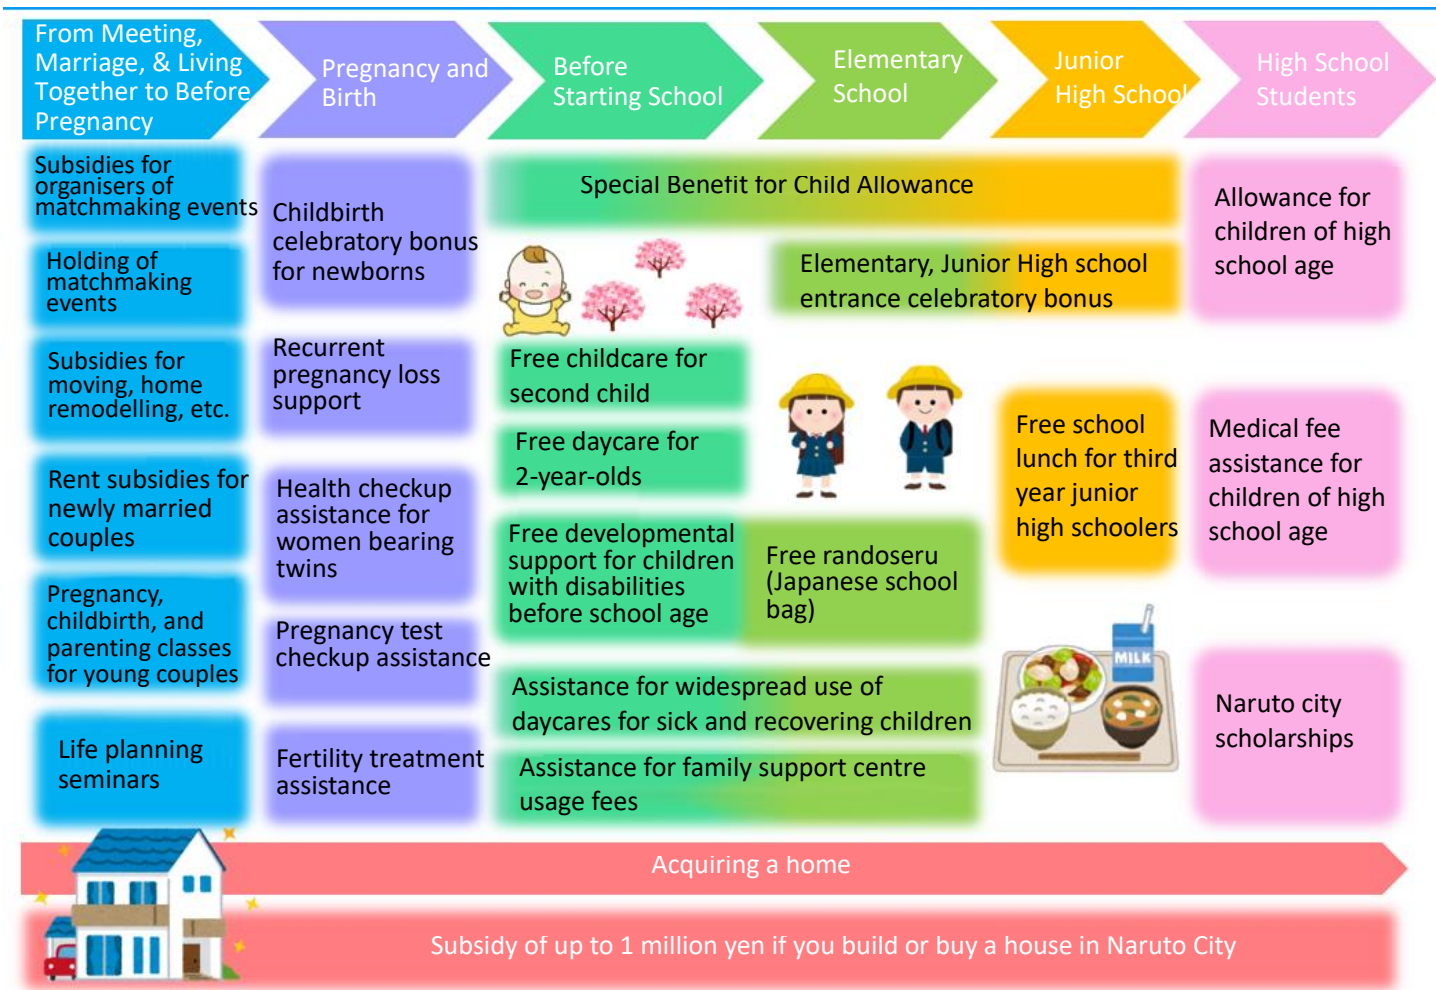 From Meeting,
Marriage, & Living
Together to Before
Pregnancy
Pregnancy and
Birth
Before
Starting School
Elementary
School
Junior
High School
High School
Students
Subsidies for
organisers of
matchmaking events
Holding of
matchmaking
events
Subsidies for
moving, home
remodelling, etc.
Rent subsidies for
newly married
couples
Pregnancy,
childbirth, and
parenting classes
for young couples
Life planning
seminars
Childbirth
celebratory bonus
for newborns
Recurrent
pregnancy loss
support
Health checkup
assistance for
women bearing
twins
Pregnancy test
checkup assistance
Fertility treatment
assistance
Special Benefit for Child Allowance
Elementary, Junior High school
entrance celebratory bonus
Free childcare for
second child
Free daycare for
2-year-olds
Free developmental
support for children
with disabilities
before school age
Free randoseru
(Japanese school
bag)
Assistance for widespread use of
daycares for sick and recovering children
Assistance for family support centre
usage fees
Free school
lunch for third
year junior
high schoolers
MILK
Allowance for
children of high
school age
Medical fee
assistance for
children of high
school age
Naruto city
scholarships
Acquiring a home
Subsidy of up to 1 million yen if you build or buy a house in Naruto City